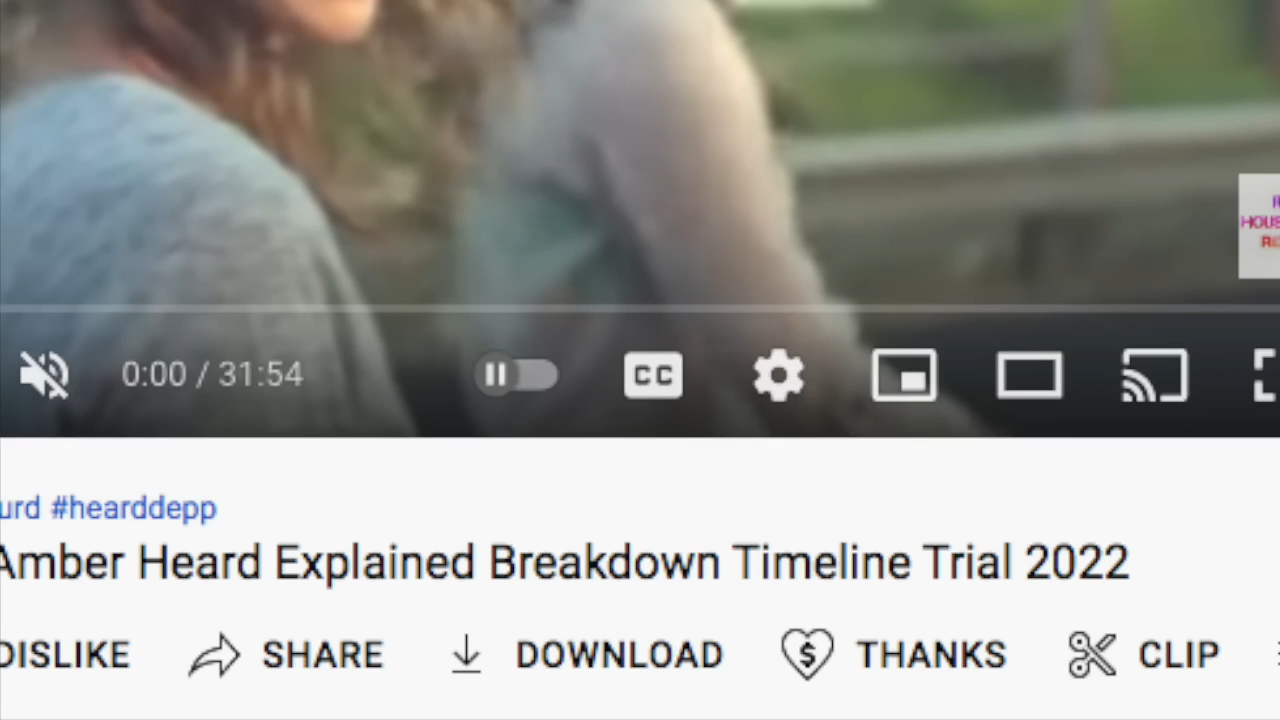 HOUS
0:00 / 31:54
CC
urd #hearddepp
Amber Heard Explained Breakdown Timeline Trial 2022
DISLIKE SHARE DOWNLOAD THANKS CLIP